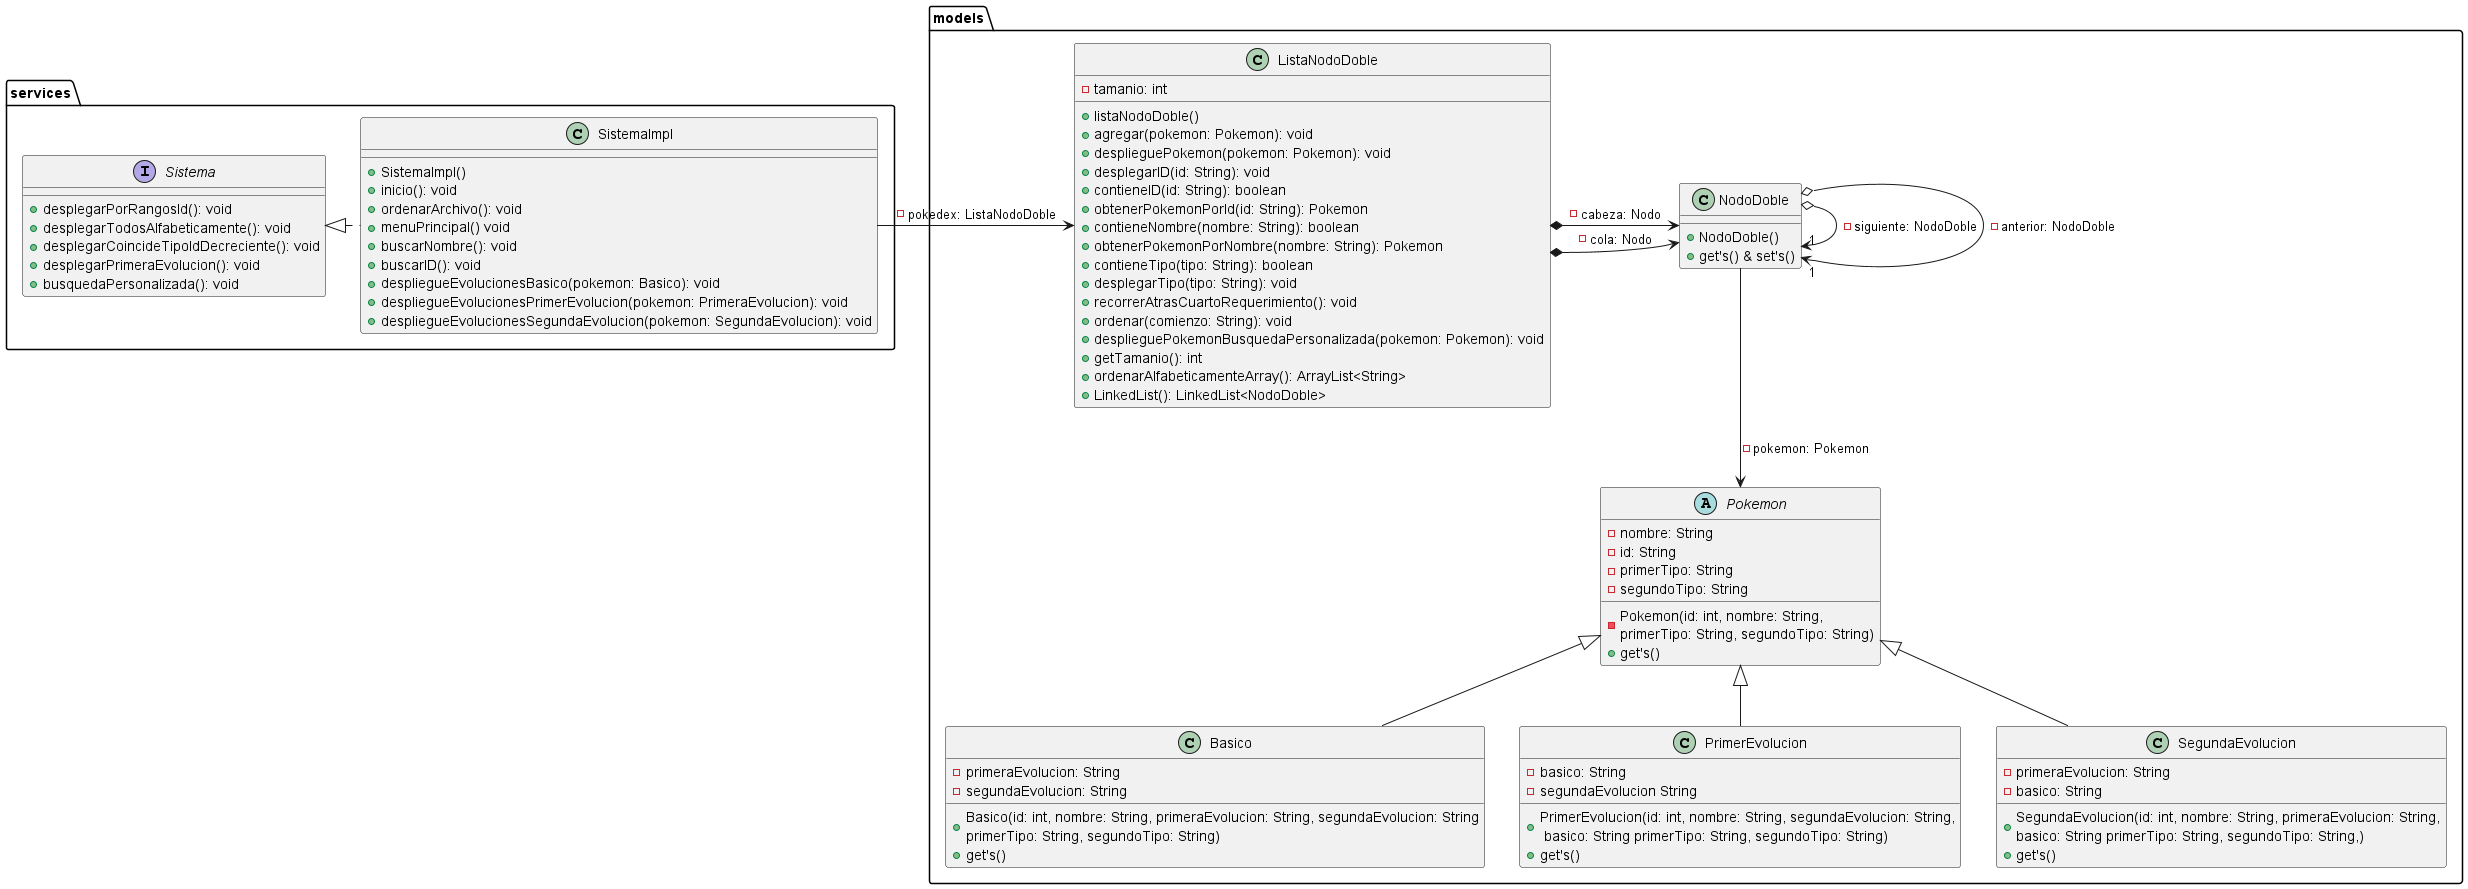 services
I Sistema
desplegarPorRangosId(): void
desplegarTodosAlfabeticamente(): void
desplegarCoincideTipoIdDecreciente(): void
desplegarPrimeraEvolucion(): void
busquedaPersonalizada(): void
C SistemaImpl
SistemaImpl()
inicio(): void
ordenarArchivo(): void
menuPrincipal() void
buscarNombre(): void
buscarID(): void
despliegueEvolucionesBasico(pokemon: Basico): void
despliegueEvolucionesPrimerEvolucion(pokemon: PrimeraEvolucion): void
despliegueEvolucionesSegundaEvolucion(pokemon: SegundaEvolucion): void
pokedex: ListaNodoDoble
models
C ListaNodoDoble
tamanio: int
listaNodoDoble()
agregar(pokemon: Pokemon): void
desplieguePokemon(pokemon: Pokemon): void
desplegarID(id: String): void
contieneID(id: String): boolean
obtenerPokemonPorId(id: String): Pokemon
contieneNombre(nombre: String): boolean
obtenerPokemonPorNombre(nombre: String): Pokemon
contieneTipo(tipo: String): boolean
desplegarTipo(tipo: String): void
recorrerAtrasCuartoRequerimiento(): void
ordenar(comienzo: String): void
desplieguePokemonBusquedaPersonalizada(pokemon: Pokemon): void
getTamanio(): int
ordenarAlfabeticamenteArray(): ArrayList<String>
LinkedList(): LinkedList<NodoDoble>
cabeza: Nodo
cola: Nodo
C NodoDoble
NodoDoble()
get's() & set's()
siguiente: NodoDoble
1
anterior: NodoDoble
1
pokemon: Pokemon
A Pokemon
nombre: String
id: String
primerTipo: String
segundoTipo: String
Pokemon(id: int, nombre: String,
primerTipo: String, segundoTipo: String)
get's()
C Basico
primeraEvolucion: String
segundaEvolucion: String
Basico(id: int, nombre: String, primeraEvolucion: String, segundaEvolucion: String
primerTipo: String, segundoTipo: String)
get's()
C PrimerEvolucion
basico: String
segundaEvolucion String
PrimerEvolucion(id: int, nombre: String, segundaEvolucion: String,
basico: String primerTipo: String, segundoTipo: String)
get's()
C SegundaEvolucion
primeraEvolucion: String
basico: String
SegundaEvolucion(id: int, nombre: String, primeraEvolucion: String,
basico: String primerTipo: String, segundoTipo: String,)
get's()